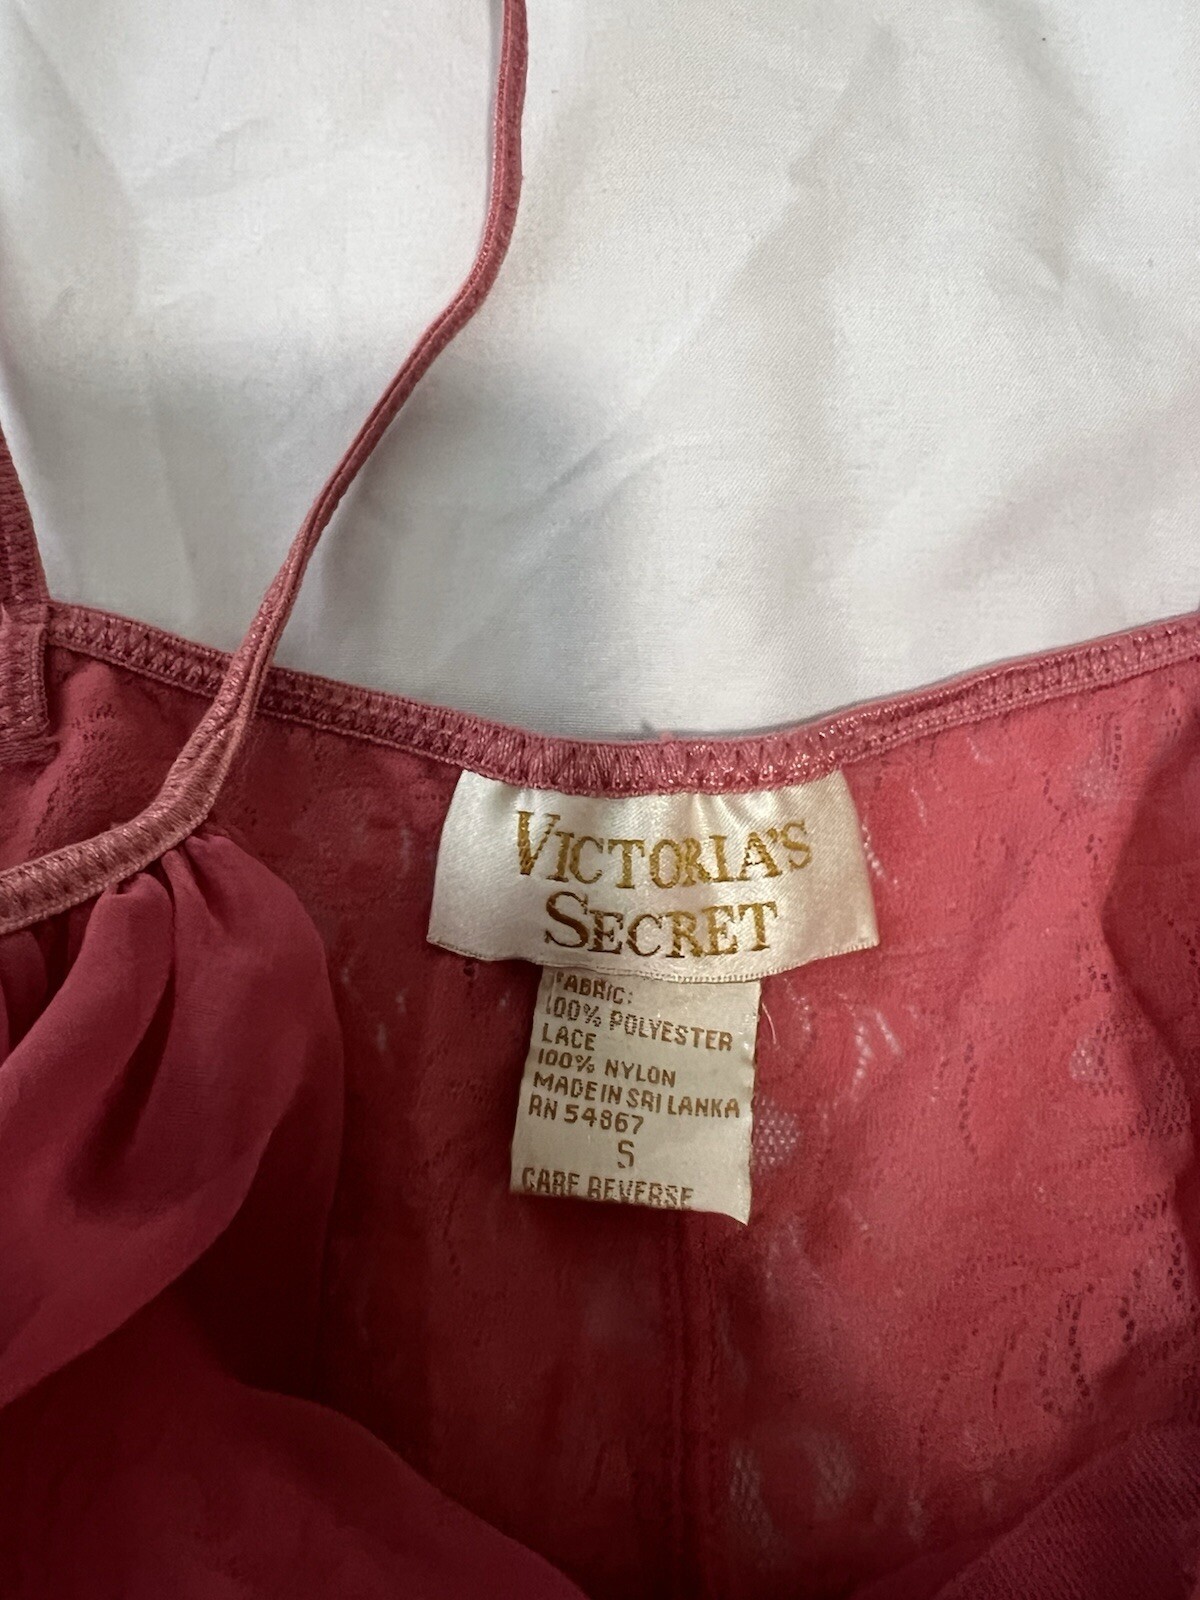 VICTORIA'S
SECRET
FABRIC:
100% POLYESTER
LACE
100% NYLON
MADE IN SRI LANKA
RN 54867
S
CARE REVERSE